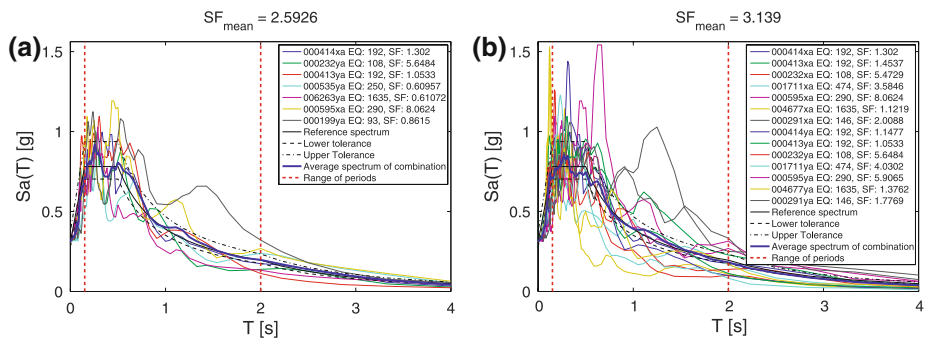 SFmean = 2.5926
(a)
Sa(T) [g]
1.5
1
0.5
0
0 1 2 3 4
T [s]
000414xa EQ: 192, SF: 1.302
000232ya EQ: 108, SF: 5.6484
000413ya EQ: 192, SF: 1.0533
000535ya EQ: 250, SF: 0.60957
006263ya EQ: 1635, SF: 0.61072
000595xa EQ: 290, SF: 8.0624
000199ya EQ: 93, SF: 0.8615
Reference spectrum
Lower tolerance
Upper Tolerance
Average spectrum of combination
Range of periods
SFmean = 3.139
(b)
Sa(T) [g]
1.5
1
0.5
0
0 1 2 3 4
T [s]
000414xa EQ: 192, SF: 1.302
000413xa EQ: 192, SF: 1.4537
000232xa EQ: 108, SF: 5.4729
001711xa EQ: 474, SF: 3.5846
000595xa EQ: 290, SF: 8.0624
004677xa EQ: 1635, SF: 1.1219
000291xa EQ: 146, SF: 2.0088
000414ya EQ: 192, SF: 1.1477
000413ya EQ: 192, SF: 1.0533
000232ya EQ: 108, SF: 5.6484
001711ya EQ: 474, SF: 4.0302
000595ya EQ: 290, SF: 5.9065
004677ya EQ: 1635, SF: 1.3762
000291ya EQ: 146, SF: 1.7769
Reference spectrum
Lower tolerance
Upper Tolerance
Average spectrum of combination
Range of periods